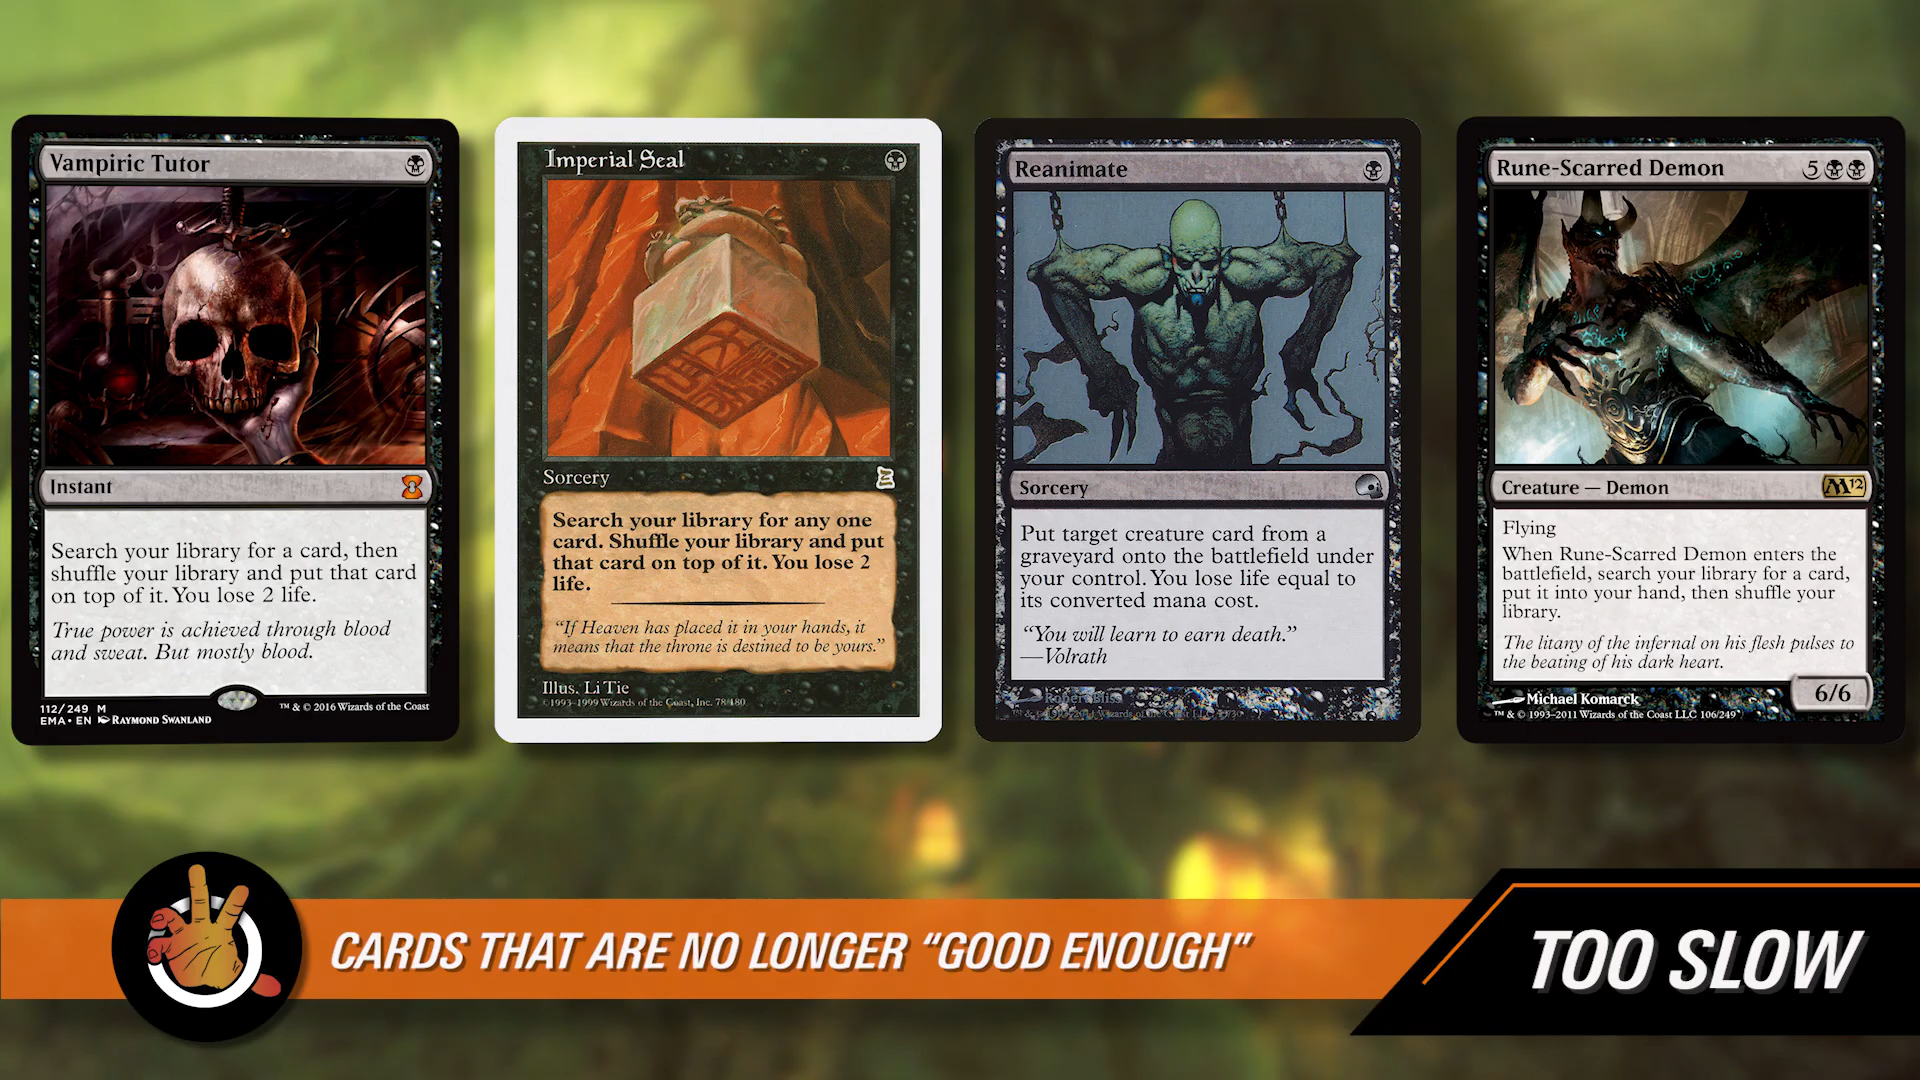 Vampiric Tutor
Instant
Search your library for a card, then
shuffle your library and put that card
on top of it. You lose 2 life.
True power is achieved through blood
and sweat. But mostly blood.
112/249 M
EMA • EN RAYMOND SWANLAND
™ & © 2016 Wizards of the Coast
Imperial Seal
Sorcery
Search your library for any one
card. Shuffle your library and put
that card on top of it. You lose 2
life.
“If Heaven has placed it in your hands, it
means that the throne is destined to be yours.”
Illus. Li Tie
©1993-1999 Wizards of the Coast, Inc. 78/180
Reanimate
Sorcery
Put target creature card from a
graveyard onto the battlefield under
your control. You lose life equal to
its converted mana cost.
“You will learn to earn death.”
—Volrath
Rune-Scarred Demon
5
Creature — Demon
M12
Flying
When Rune-Scarred Demon enters the
battlefield, search your library for a card,
put it into your hand, then shuffle your
library.
The litany of the infernal on his flesh pulses to
the beating of his dark heart.
6/6
Michael Komarck
™ & © 1993–2011 Wizards of the Coast LLC 106/249
CARDS THAT ARE NO LONGER “GOOD ENOUGH”
TOO SLOW